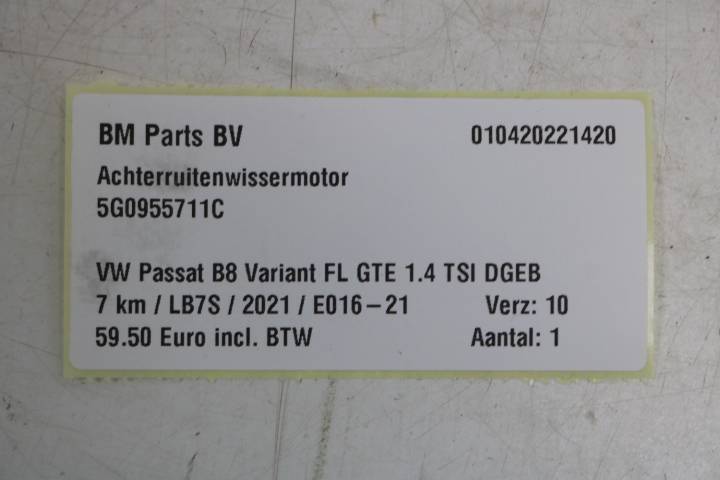 BM Parts BV 010420221420
Achterruitenwissermotor
5G0955711C
VW Passat B8 Variant FL GTE 1.4 TSI DGEB
7 km / LB7S / 2021 / E016-21 Verz: 10
59.50 Euro incl. BTW Aantal: 1